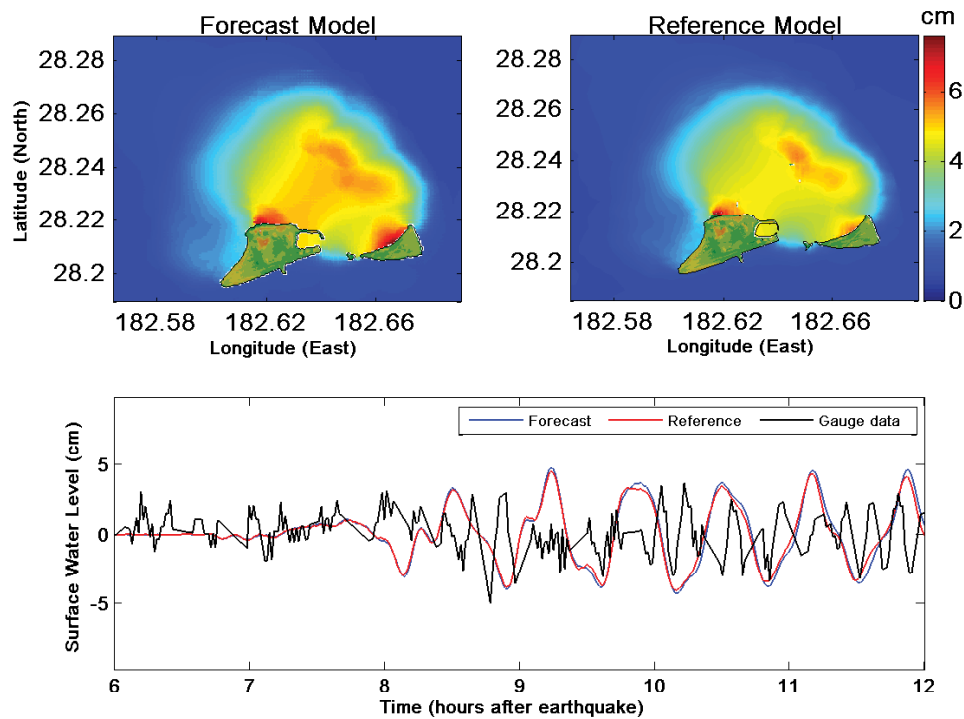 Forecast Model
Reference Model
cm
28.28
28.26
28.24
28.22
28.2
Latitude (North)
182.58
182.62
182.66
Longitude (East)
28.28
28.26
28.24
28.22
28.2
182.58
182.62
182.66
Longitude (East)
6
4
2
0
Forecast
Reference
Gauge data
5
0
-5
Surface Water Level (cm)
6
7
8
9
10
11
12
Time (hours after earthquake)